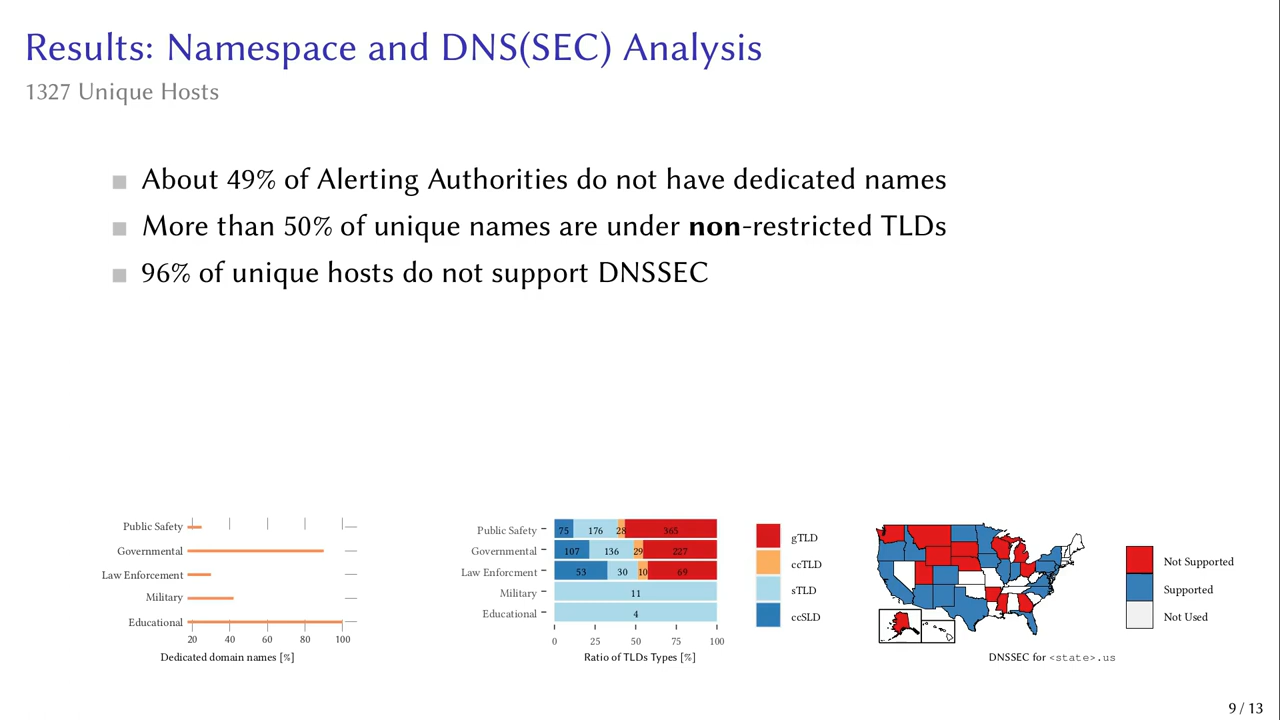 Results: Namespace and DNS(SEC) Analysis
1327 Unique Hosts
About 49% of Alerting Authorities do not have dedicated names
More than 50% of unique names are under non-restricted TLDs
96% of unique hosts do not support DNSSEC
Public Safety
Governmental
Law Enforcement
Military
Educational
20 40 60 80 100
Dedicated domain names [%]
Public Safety 75 176 28 365
Governmental 107 136 29 227
Law Enforcement 53 30 10 69
Military 11
Educational 4
0 25 50 75 100
Ratio of TLDs Types [%]
gTLD
ccTLD
sTLD
ccSLD
Not Supported
Supported
Not Used
DNSSEC for <state>.us
9 / 13